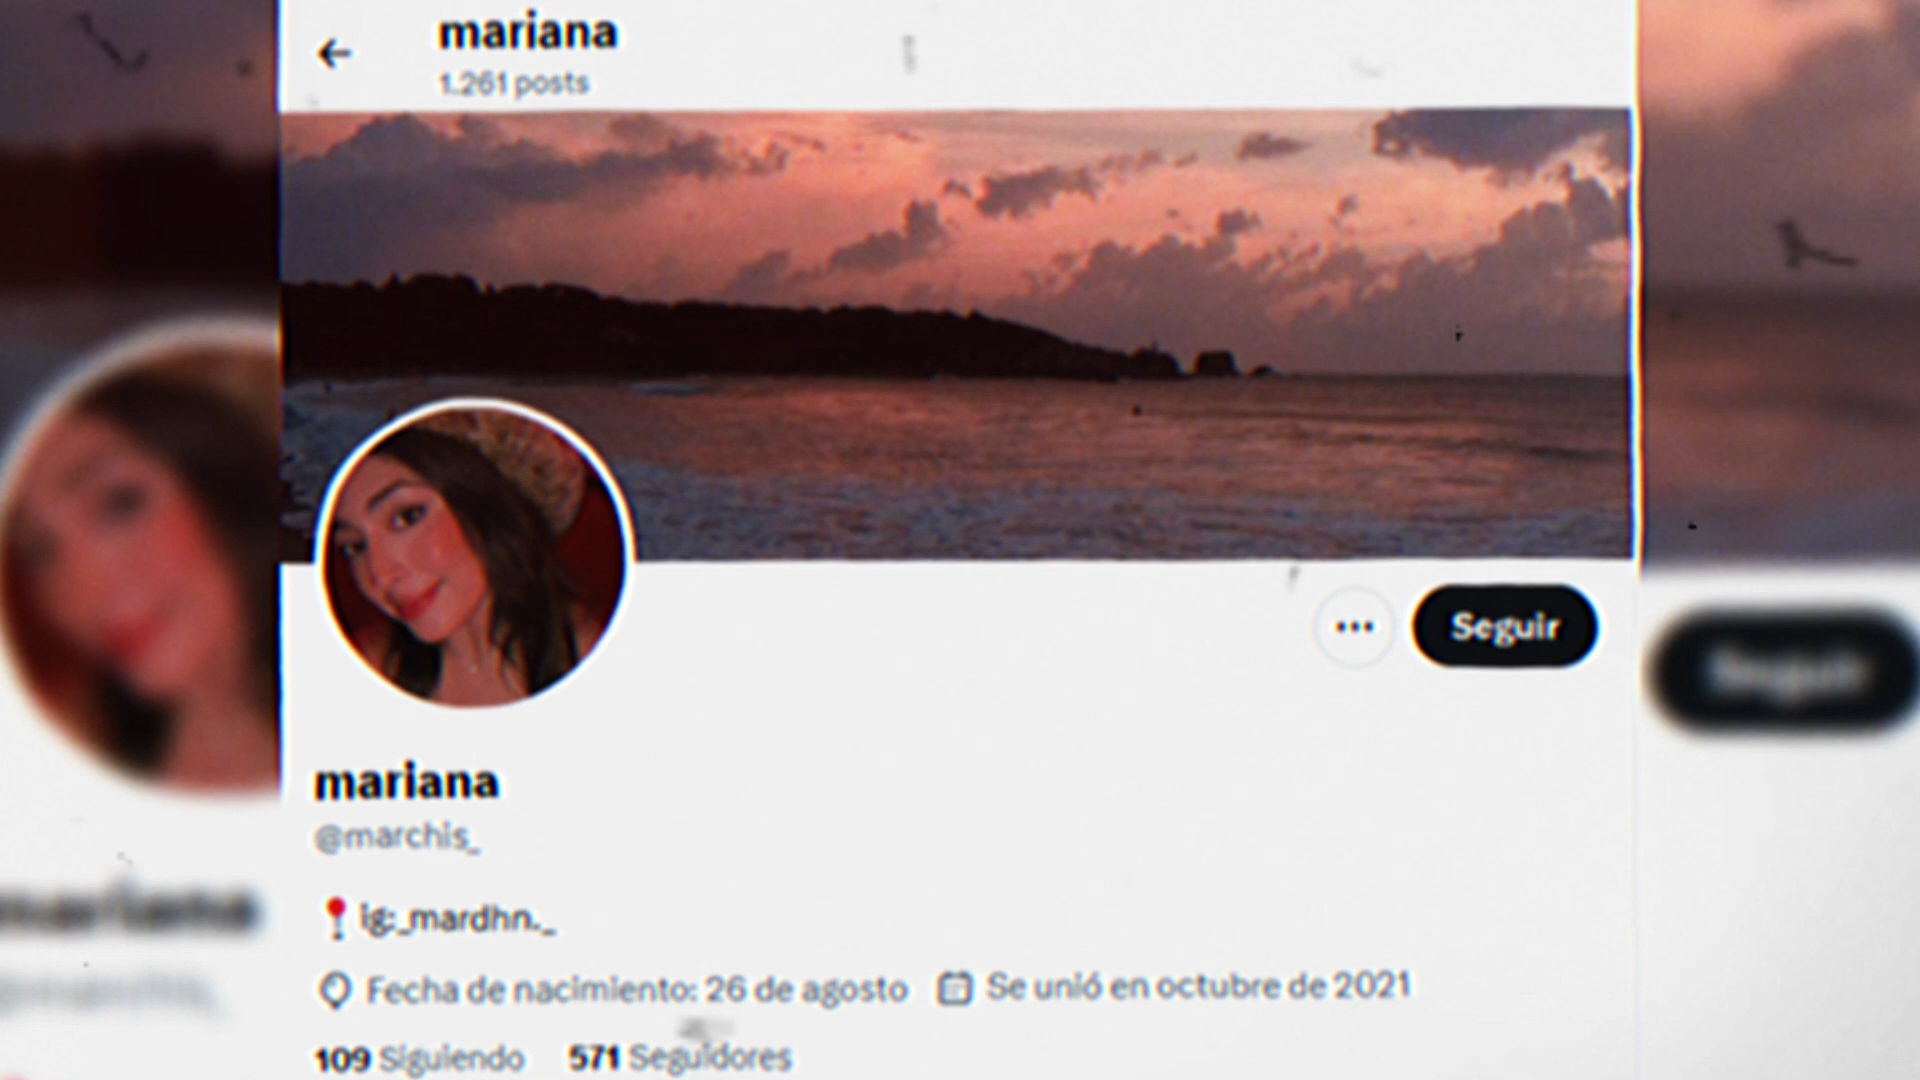 mariana
1.261 posts
Seguir
mariana
@marchis_
ig:_mardhn._
Fecha de nacimiento: 26 de agosto Se unió en octubre de 2021
109 Siguiendo 571 Seguidores